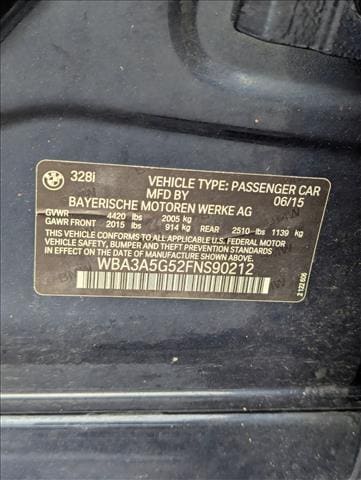 BMW
328i
VEHICLE TYPE: PASSENGER CAR
MFD BY 06/15
BAYERISCHE MOTOREN WERKE AG
GVWR 4420 lbs 2005 kg
GAWR FRONT 2015 lbs 914 kg REAR 2510-lbs 1139 kg
THIS VEHICLE CONFORMS TO ALL APPLICABLE U.S. FEDERAL MOTOR
VEHICLE SAFETY, BUMPER, AND THEFT PREVENTION STANDARDS
IN EFFECT ON THE DATE OF MANUFACTURE SHOWN ABOVE.
WBA3A5G52FNS90212